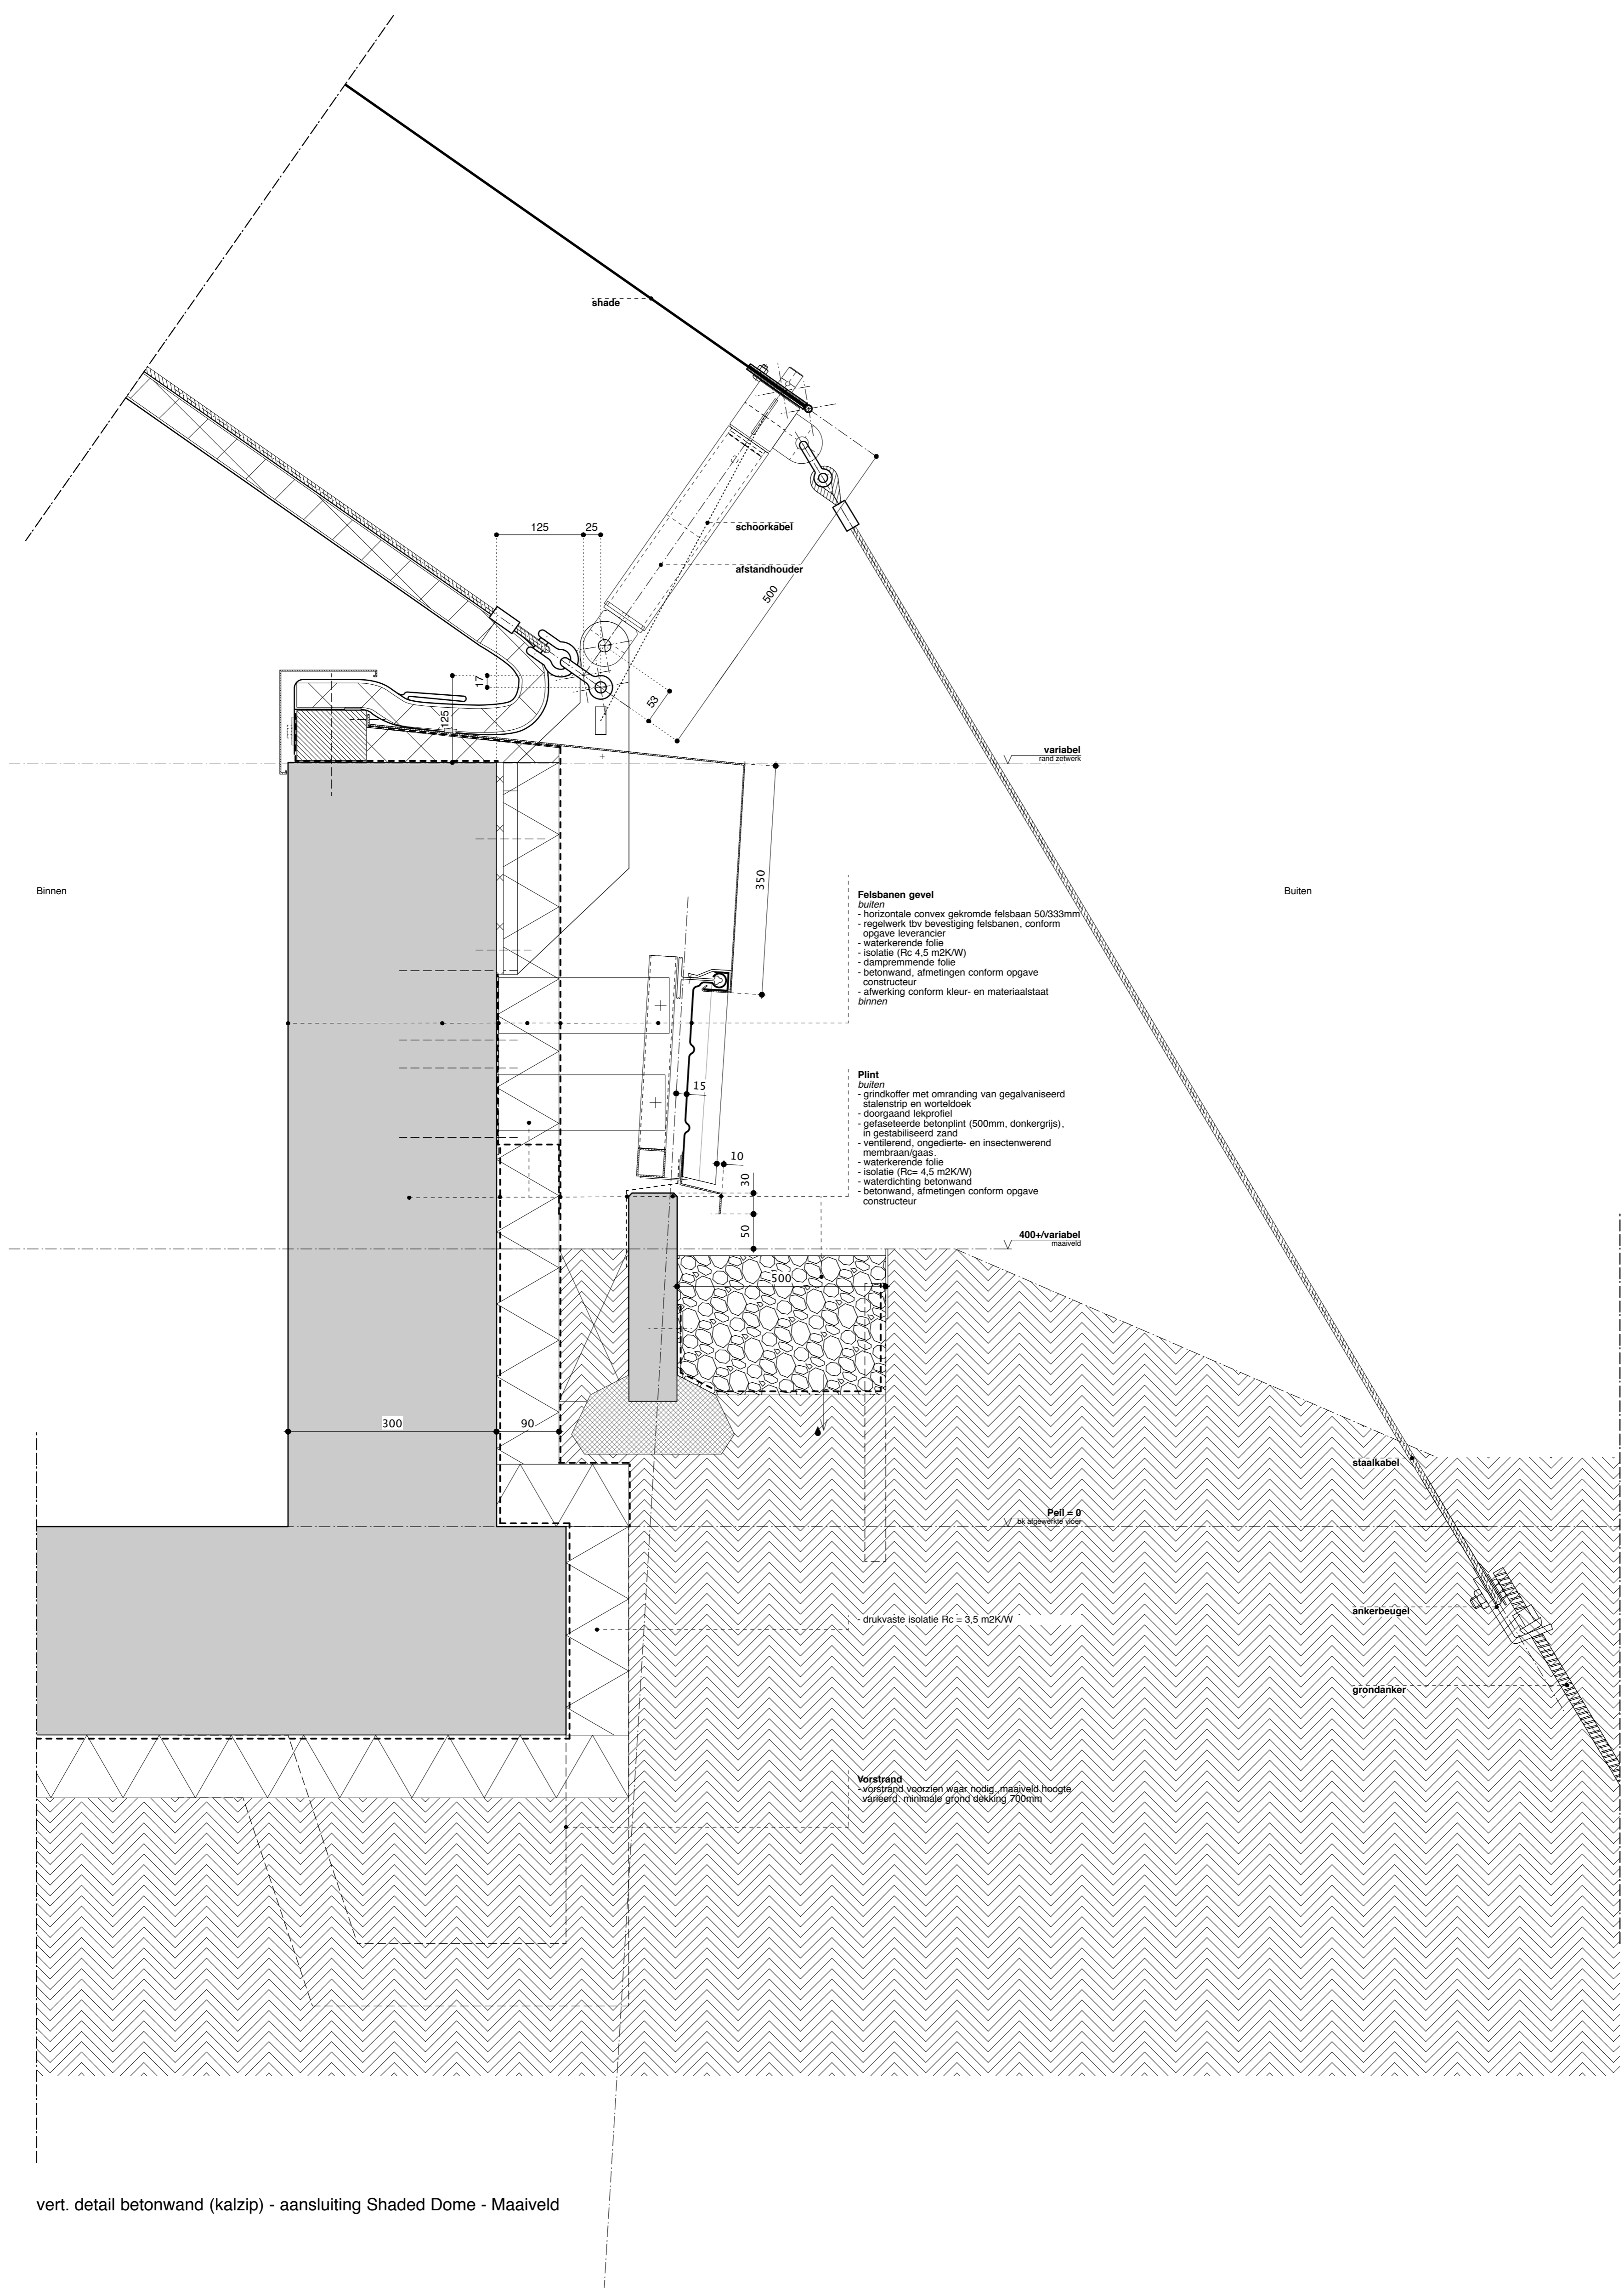 shade
125
25
schoorkabel
afstandhouder
500
17
125
53
variabel
rand zetwerk
350
Binnen
Buiten
Felsbanen gevel
buiten
- horizontale convex gekromde felsbaan 50/333mm
- regelwerk tbv bevestiging felsbanen, conform
opgave leverancier
- waterkerende folie
- isolatie (Rc 4,5 m2K/W)
- dampremmende folie
- betonwand, afmetingen conform opgave
constructeur
- afwerking conform kleur- en materiaalstaat
binnen
Plint
buiten
- grindkoffer met omranding van gegalvaniseerd
stalenstrip en worteldoek
- doorgaand lekprofiel
- gefaseteerde betonplint (500mm, donkergrijs),
in gestabiliseerd zand
- ventilerend, ongedierte- en insectenwerend
membraan/gaas.
- waterkerende folie
- isolatie (Rc= 4,5 m2K/W)
- waterdichting betonwand
- betonwand, afmetingen conform opgave
constructeur
15
10
30
50
400+/variabel
maaiveld
500
300
90
staalkabel
Peil = 0
bk afgewerkte vloer
ankerbeugel
- drukvaste isolatie Rc = 3,5 m2K/W
grondanker
Vorstrand
- vorstrand voorzien waar nodig. maaiveld hoogte
varieerd. minimale grond dekking 700mm
vert. detail betonwand (kalzip) - aansluiting Shaded Dome - Maaiveld